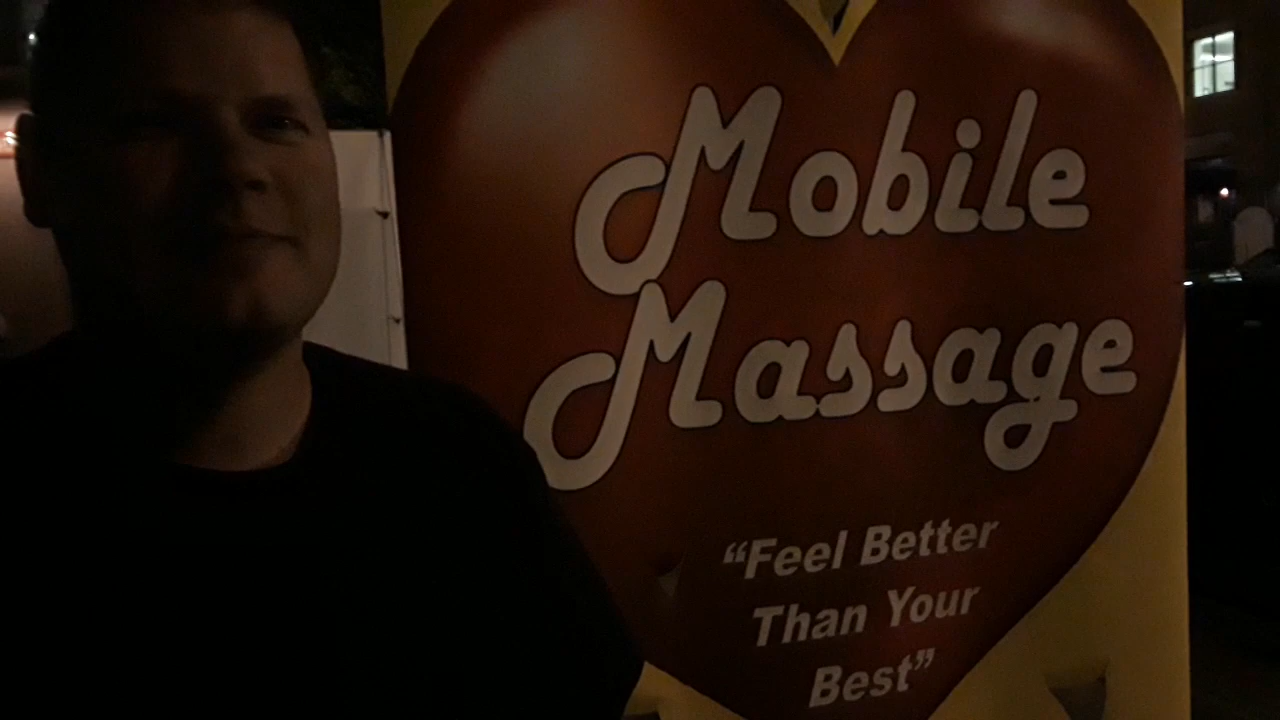 Mobile
Massage
“Feel Better
Than Your
Best”